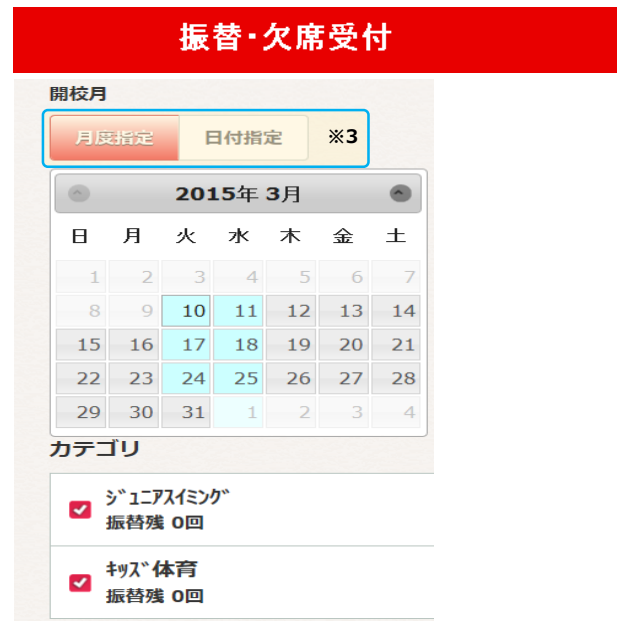 振替・欠席受付
開校月
月度指定 日付指定 ※3
2015年 3月
日 月 火 水 木 金 土
1 2 3 4 5 6 7
8 9 10 11 12 13 14
15 16 17 18 19 20 21
22 23 24 25 26 27 28
29 30 31 1 2 3 4
カテゴリ
ｼﾞｭﾆｱｽｲﾐﾝｸﾞ
振替残 0回
ｷｯｽﾞ体育
振替残 0回